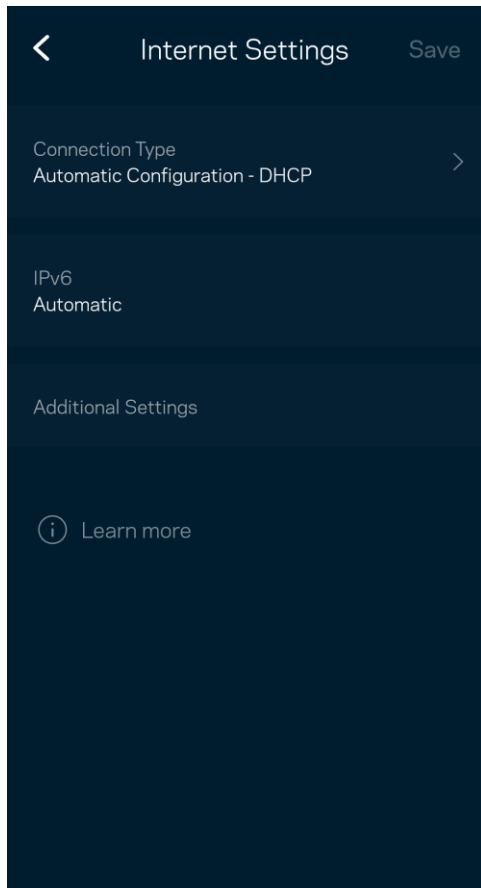 Internet Settings
Save
Connection Type
Automatic Configuration - DHCP
IPv6
Automatic
Additional Settings
Learn more